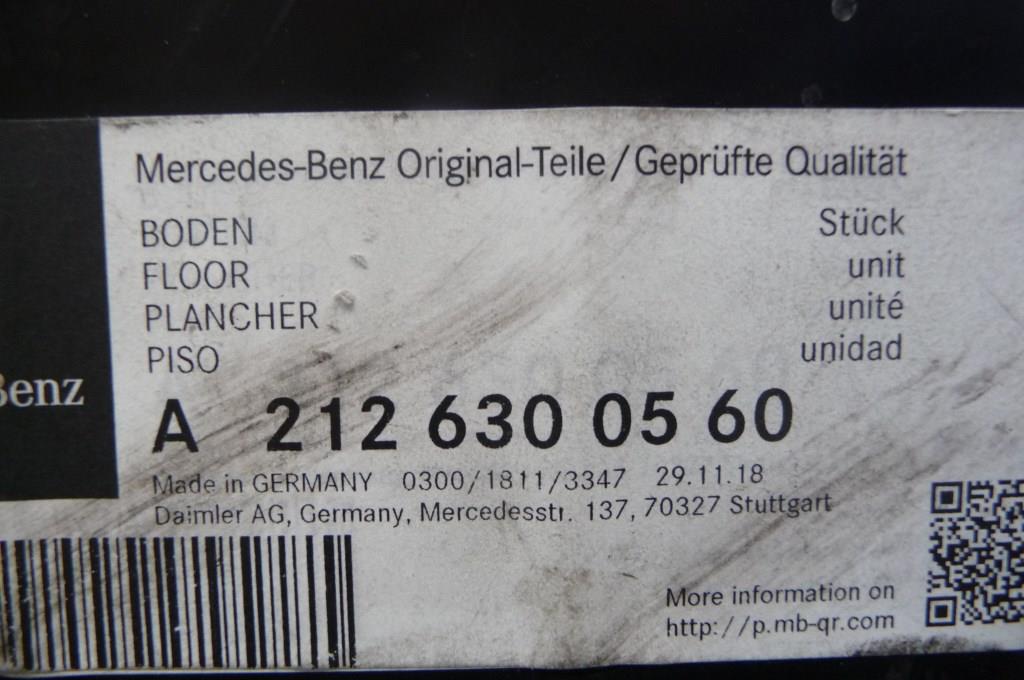 Mercedes-Benz Original-Teile/Geprüfte Qualität
BODEN Stück
FLOOR unit
PLANCHER unité
PISO unidad
Benz
A 212 630 05 60
Made in GERMANY 0300/1811/3347 29.11.18
Daimler AG, Germany, Mercedesstr. 137, 70327 Stuttgart
More information on
http://p.mb-qr.com